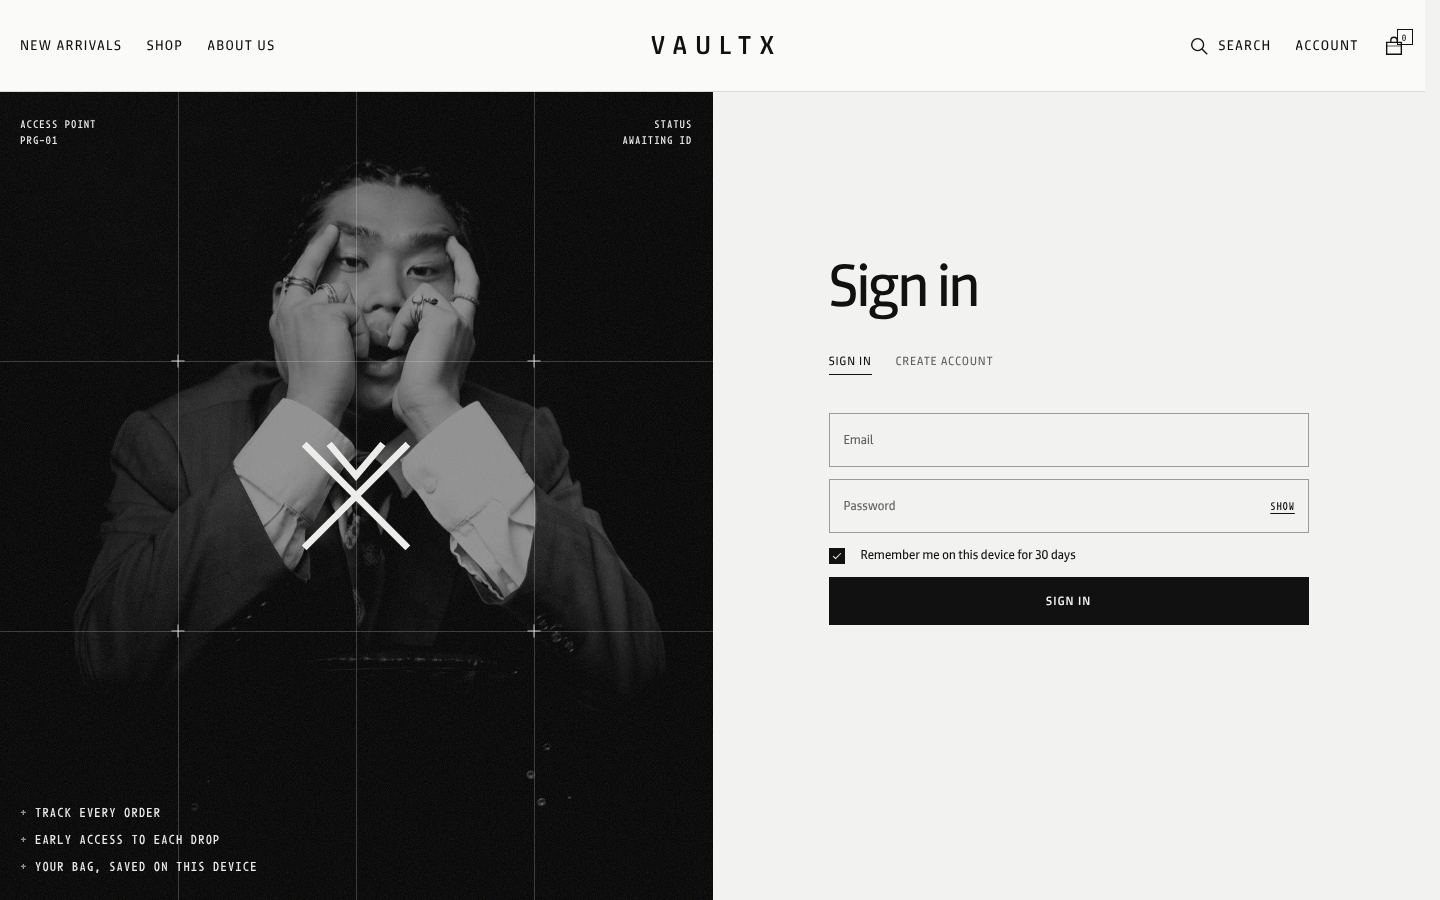 NEW ARRIVALS SHOP ABOUT US
VAULTX
SEARCH ACCOUNT 0
ACCESS POINT
PRG-01
STATUS
AWAITING ID
+ TRACK EVERY ORDER
+ EARLY ACCESS TO EACH DROP
+ YOUR BAG, SAVED ON THIS DEVICE
Sign in
SIGN IN CREATE ACCOUNT
Email
Password SHOW
Remember me on this device for 30 days
SIGN IN